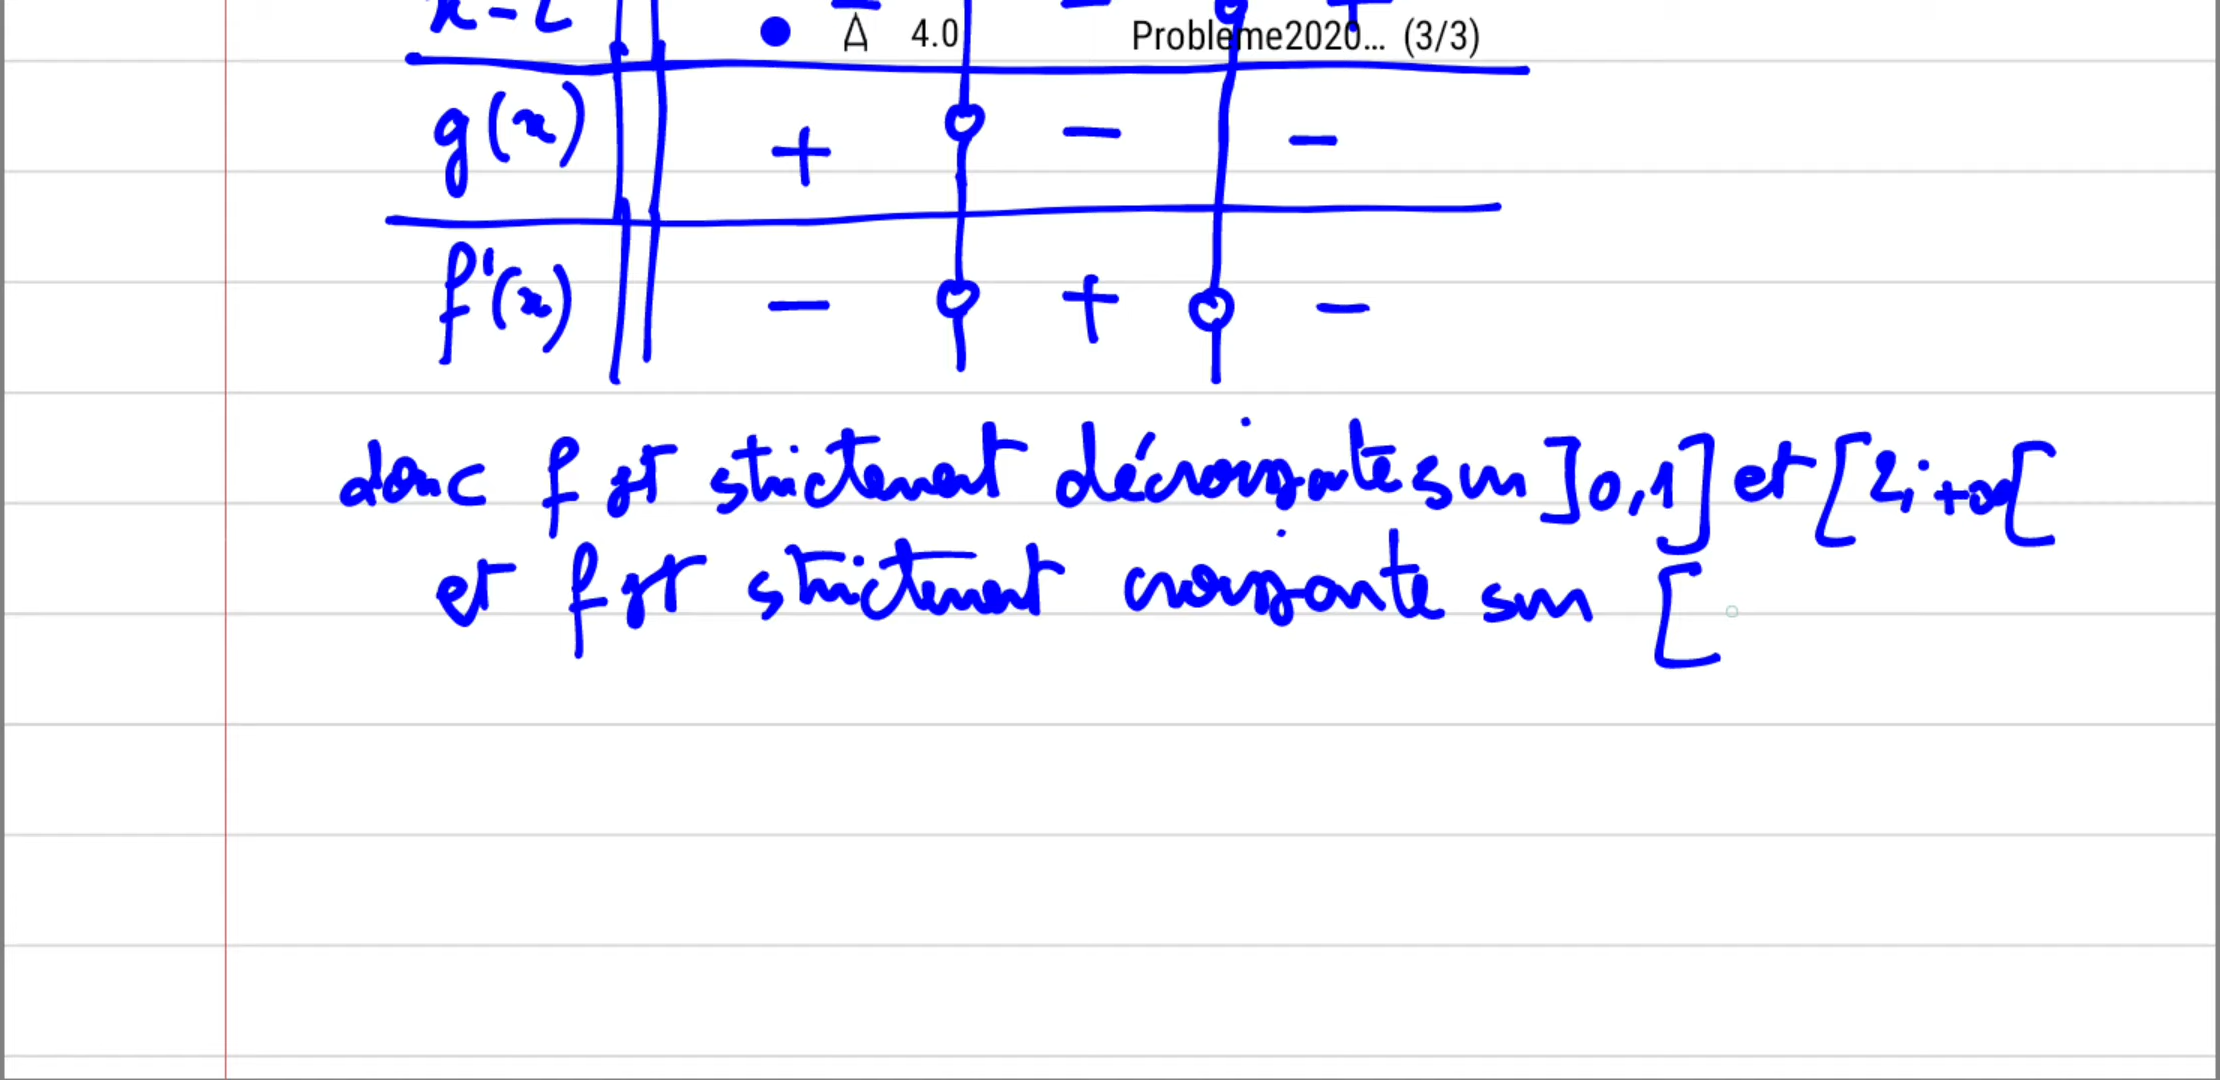 x-2 - - +
4.0 Probleme2020... (3/3)
g(x) + - -
f'(x) - + -
donc f est strictement décroissante sur ]0,1] et [2;+∞[
et f est strictement croissante sur [